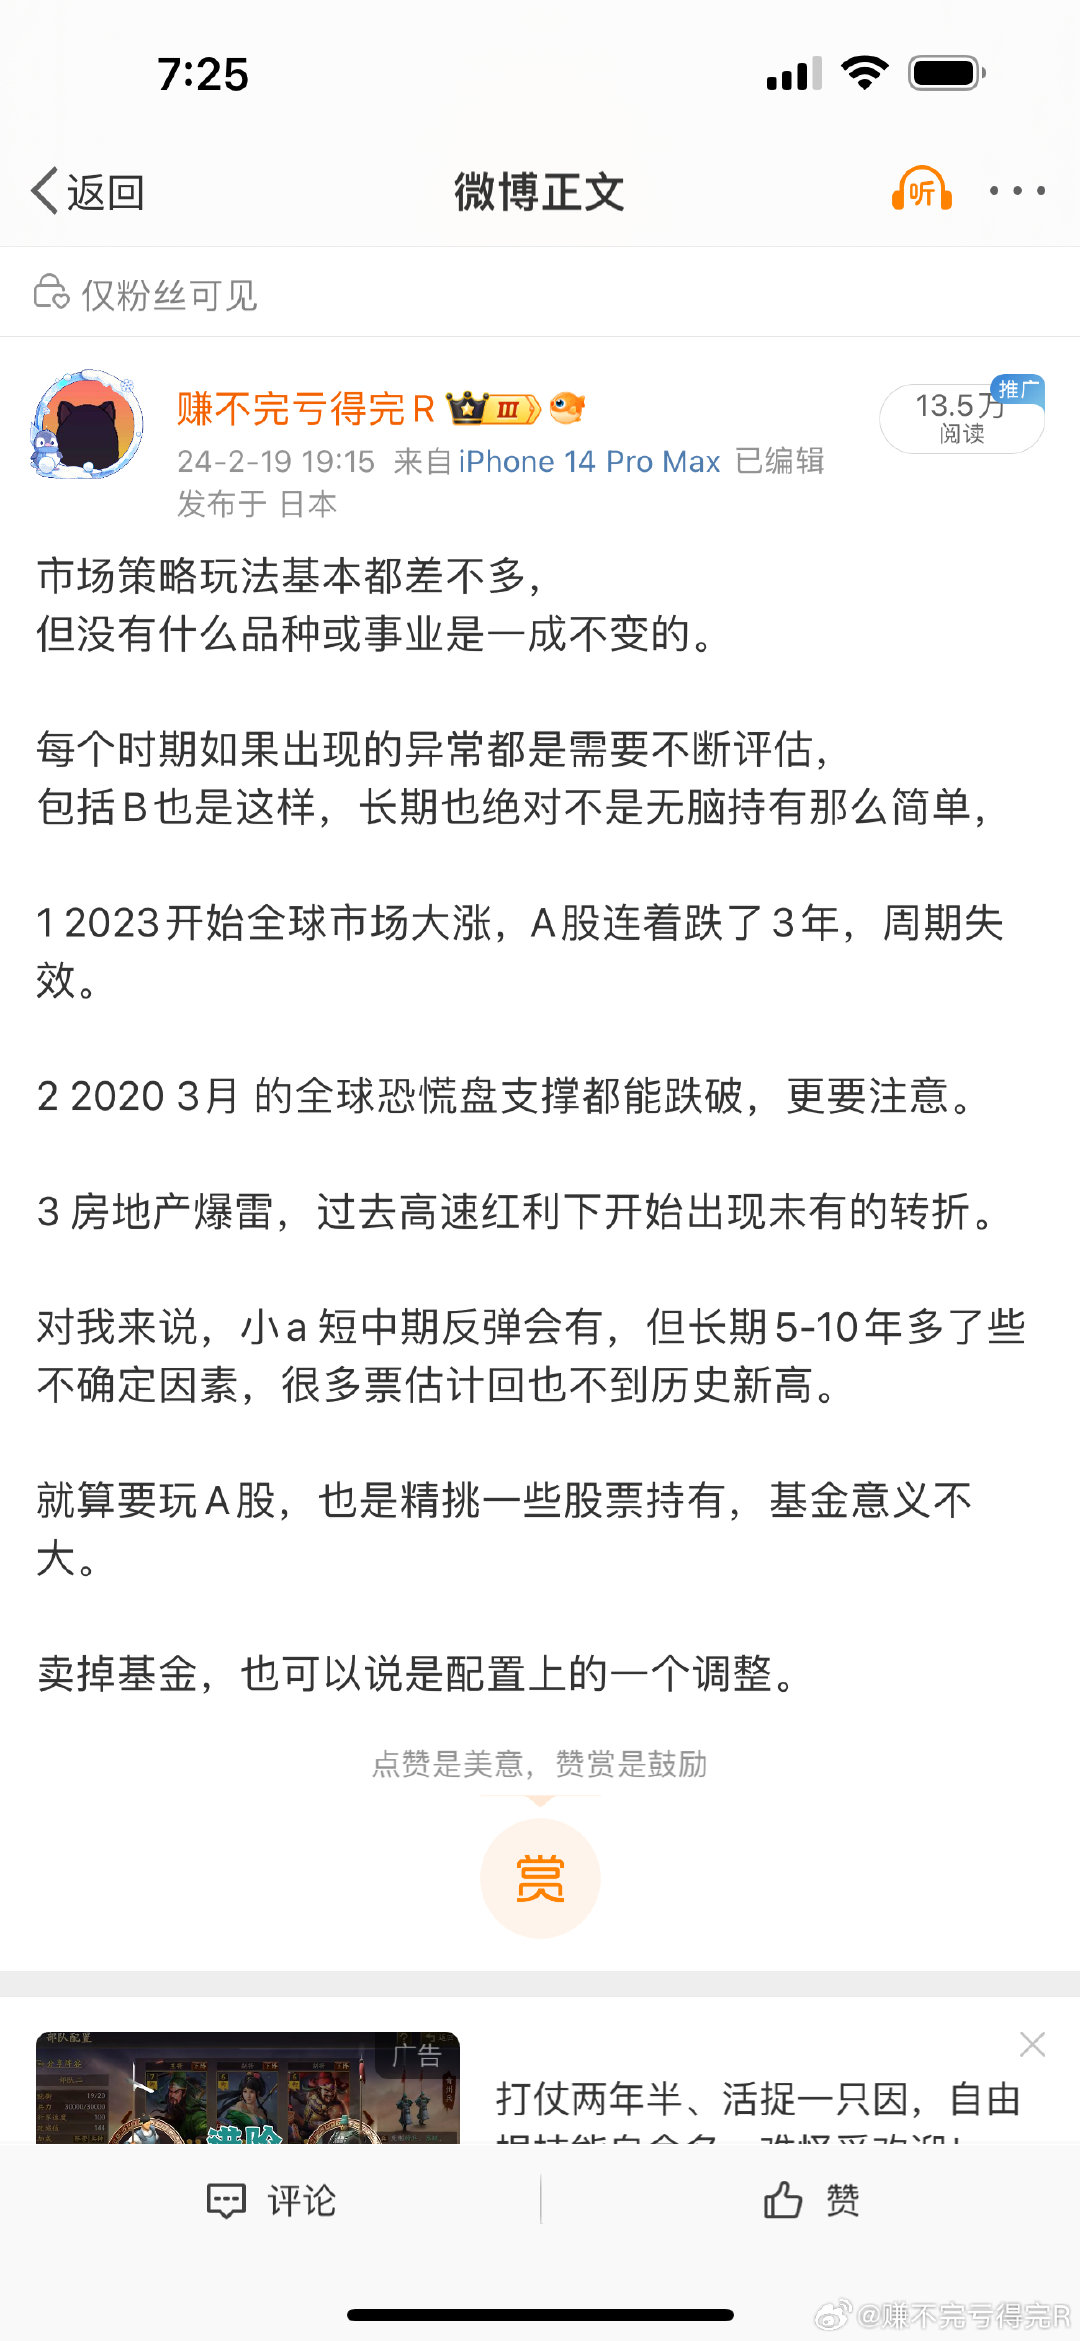 7:25
返回
微博正文
听
仅粉丝可见
赚不完亏得完R
III
推广
13.5万
阅读
24-2-19 19:15 来自 iPhone 14 Pro Max 已编辑
发布于 日本
市场策略玩法基本都差不多，
但没有什么品种或事业是一成不变的。
每个时期如果出现的异常都是需要不断评估，
包括B也是这样，长期也绝对不是无脑持有那么简单，
1 2023开始全球市场大涨，A股连着跌了3年，周期失
效。
2 2020 3月 的全球恐慌盘支撑都能跌破，更要注意。
3 房地产爆雷，过去高速红利下开始出现未有的转折。
对我来说，小a 短中期反弹会有，但长期5-10年多了些
不确定因素，很多票估计回也不到历史新高。
就算要玩A股，也是精挑一些股票持有，基金意义不
大。
卖掉基金，也可以说是配置上的一个调整。
点赞是美意，赞赏是鼓励
赏
部队配置
广告
进阶
打仗两年半、活捉一只因，自由
评论
赞
@赚不完亏得完R